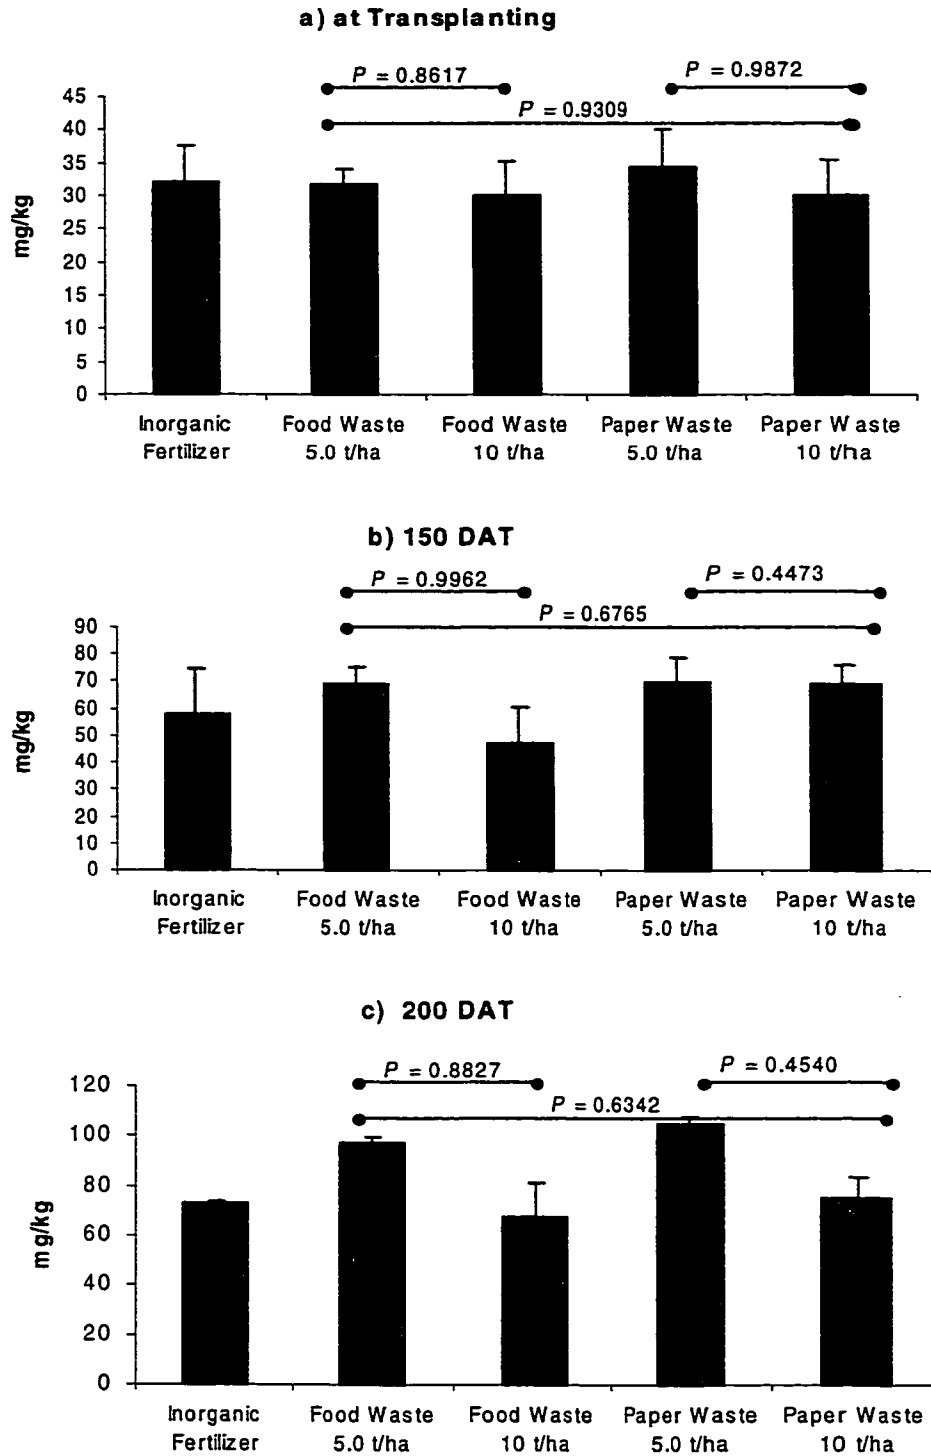 a) at Transplanting
P = 0.8617
P = 0.9872
P = 0.9309
45
40
35
30
25
20
15
10
5
0
mg/kg
Inorganic Fertilizer
Food Waste 5.0 t/ha
Food Waste 10 t/ha
Paper Waste 5.0 t/ha
Paper Waste 10 t/ha
b) 150 DAT
P = 0.9962
P = 0.4473
P = 0.6765
90
80
70
60
50
40
30
20
10
0
mg/kg
Inorganic Fertilizer
Food Waste 5.0 t/ha
Food Waste 10 t/ha
Paper Waste 5.0 t/ha
Paper Waste 10 t/ha
c) 200 DAT
P = 0.8827
P = 0.4540
P = 0.6342
120
100
80
60
40
20
0
mg/kg
Inorganic Fertilizer
Food Waste 5.0 t/ha
Food Waste 10 t/ha
Paper Waste 5.0 t/ha
Paper Waste 10 t/ha